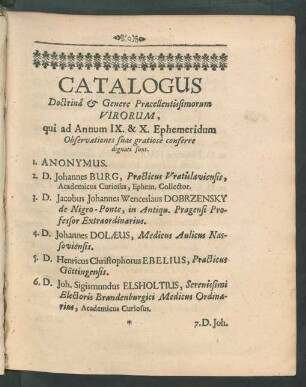 CATALOGUS
Doctrinâ & Genere Præcellentissimorum
VIRORUM,
qui ad Annum IX. & X. Ephemeridum
Observationes suas gratiosè conferre
dignati sunt.
1. ANONYMUS.
2. D. Johannes BURG, Practicus Vratislaviensis,
Academicus Curiosus, Ephem. Collector.
3. D. Jacobus Johannes Wenceslaus DOBRZENSKY
de Nigro-Ponte, in Antiqu. Pragensi Pro-
fessor Extraordinarius.
4. D. Johannes DOLÆUS, Medicus Aulicus Nas-
soviensis.
5. D. Henricus Christophorus EBELIUS, Practicus
Göttingensis.
6. D. Joh. Sigismundus ELSHOLTIUS, Serenissimi
Electoris Brandenburgici Medicus Ordina-
rius, Academicus Curiosus.
* 7. D. Joh.